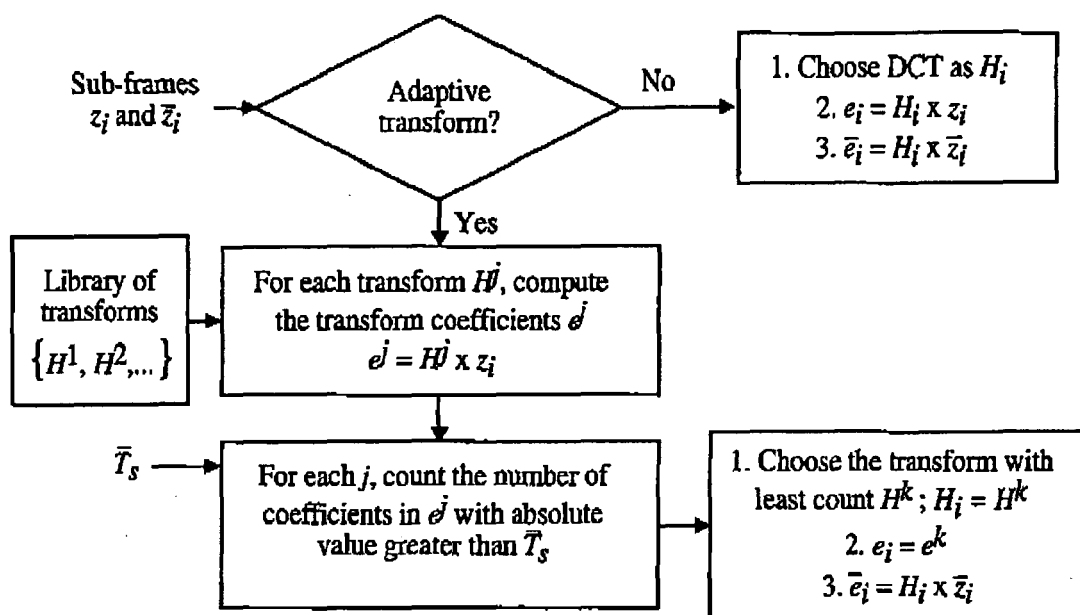 Sub-frames
z_i and z̄_i
Adaptive
transform?
No
1. Choose DCT as H_i
2. e_i = H_i x z_i
3. ē_i = H_i x z̄_i
Yes
Library of
transforms
{H^1, H^2,...}
For each transform H^j, compute
the transform coefficients e^j
e^j = H^j x z_i
T̄_s
For each j, count the number of
coefficients in e^j with absolute
value greater than T̄_s
1. Choose the transform with
least count H^k ; H_i = H^k
2. e_i = e^k
3. ē_i = H_i x z̄_i